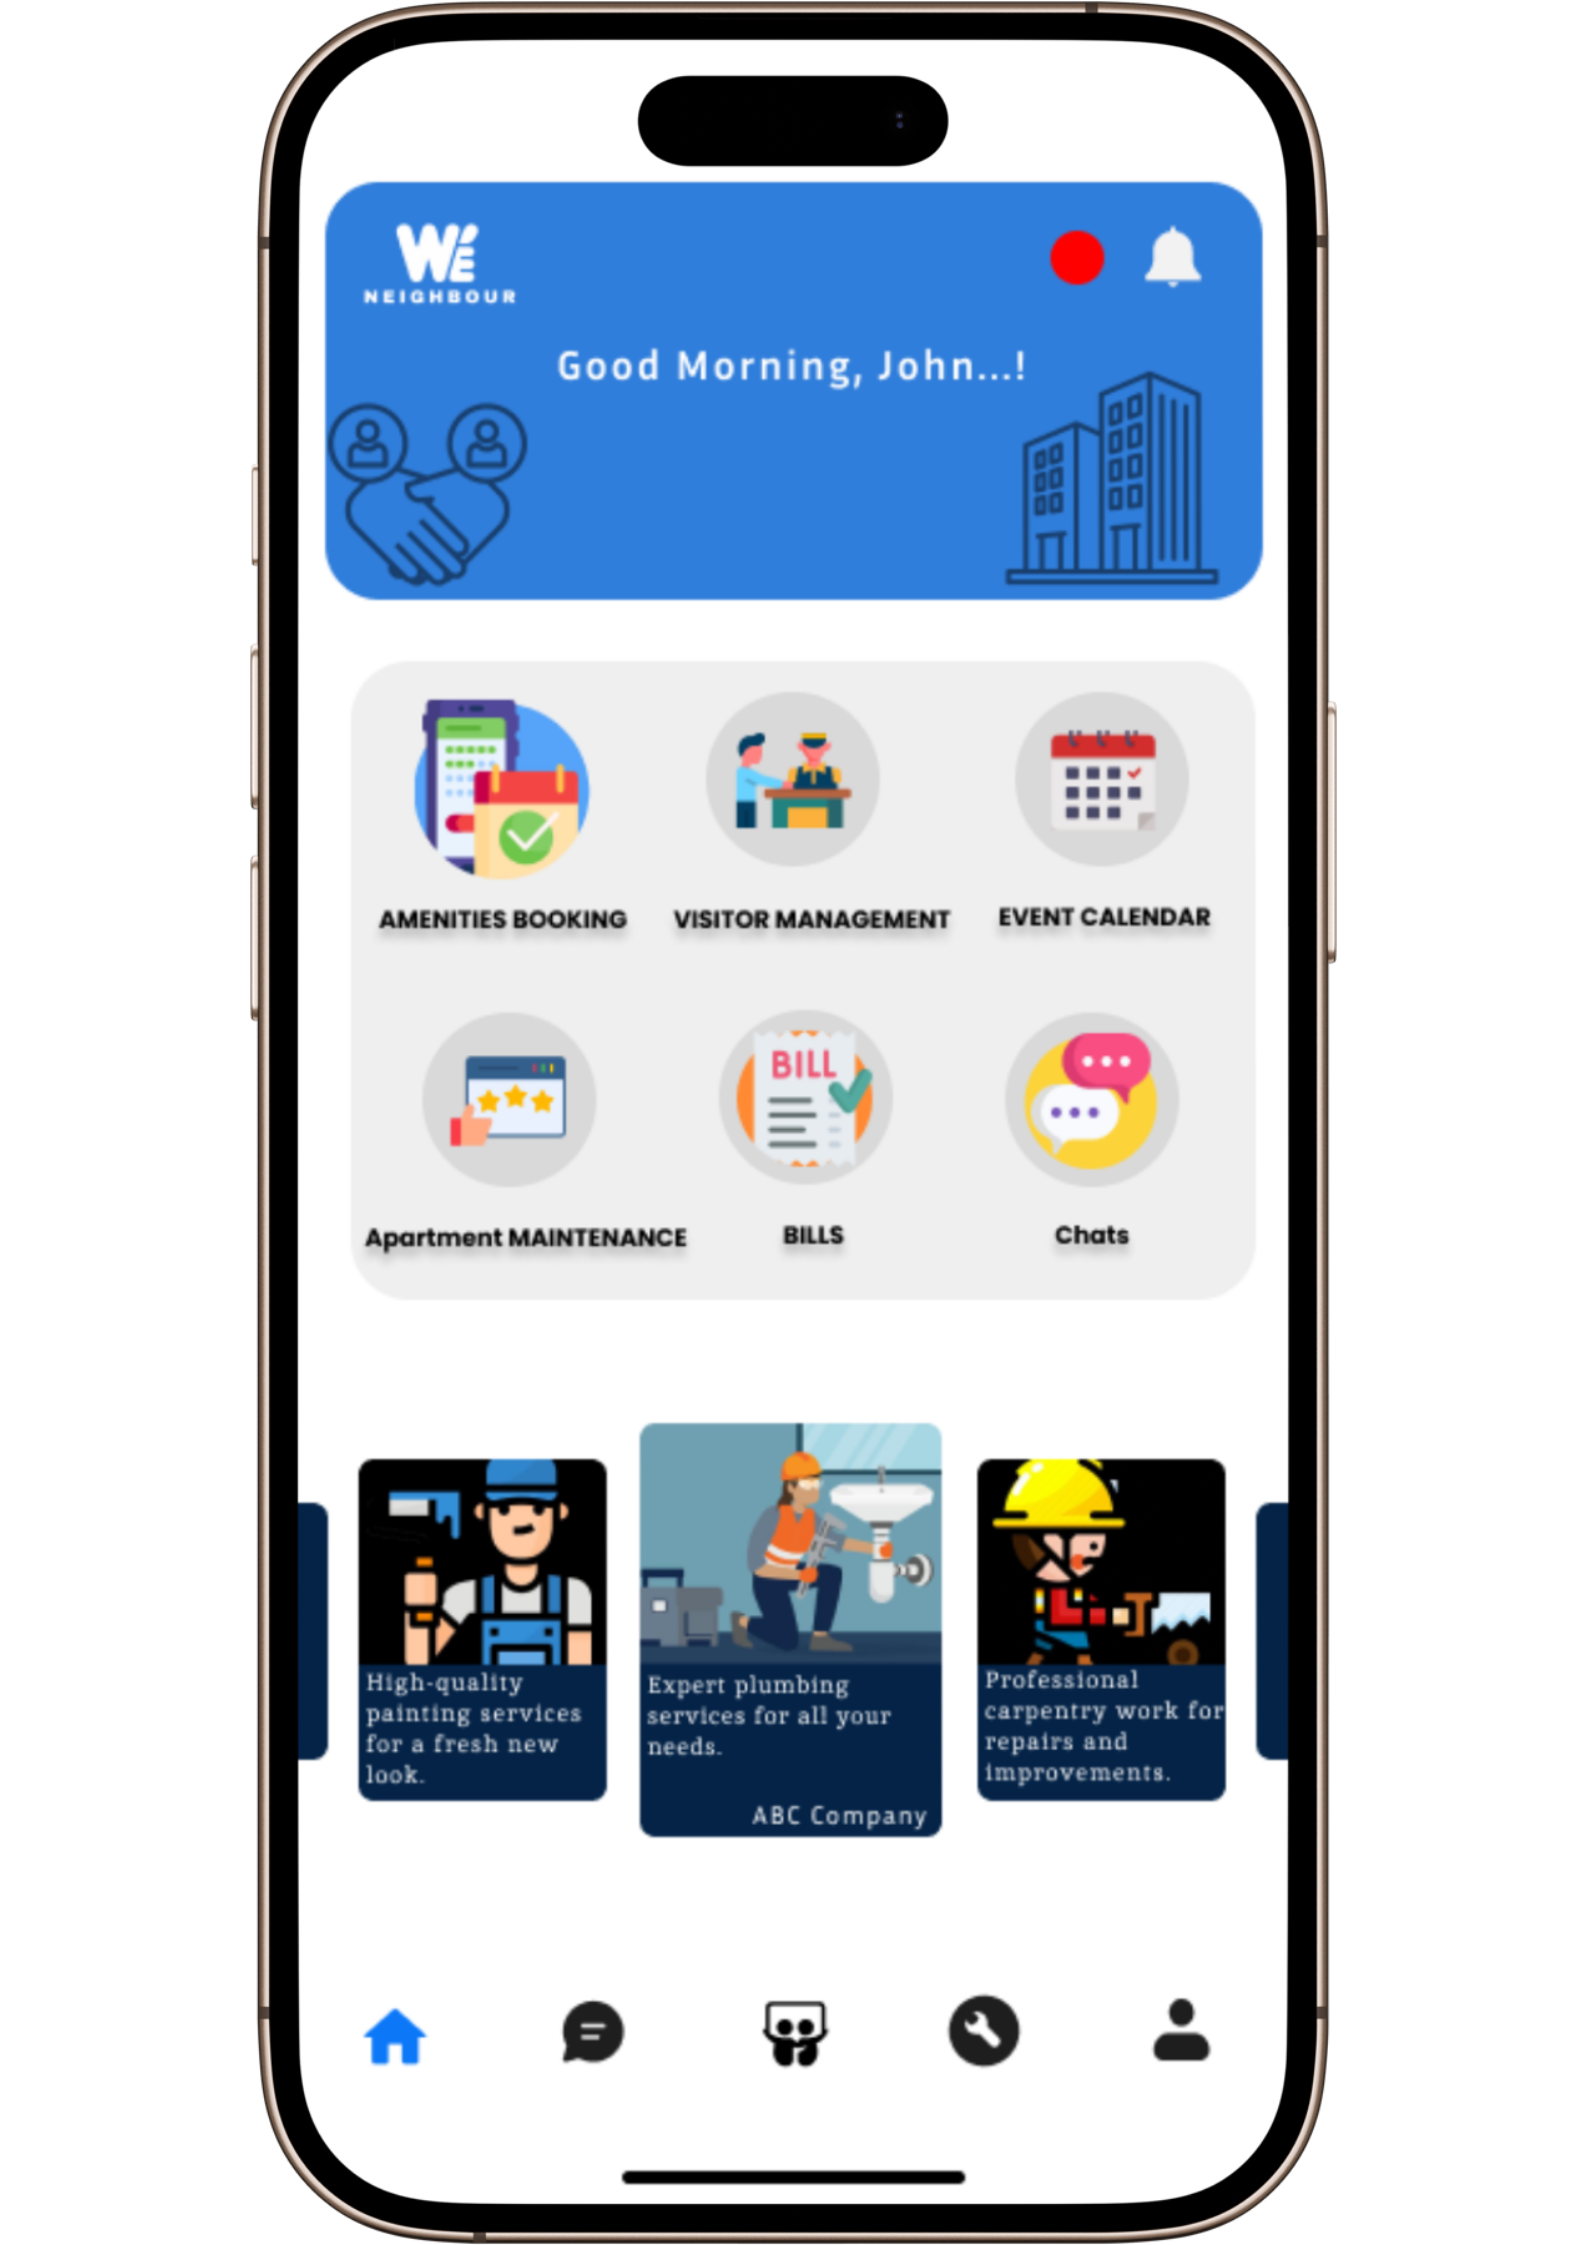 WE
NEIGHBOUR
Good Morning, John...!
AMENITIES BOOKING
VISITOR MANAGEMENT
EVENT CALENDAR
BILL
Apartment MAINTENANCE
BILLS
Chats
High-quality
painting services
for a fresh new
look.
Expert plumbing
services for all your
needs.
ABC Company
Professional
carpentry work for
repairs and
improvements.